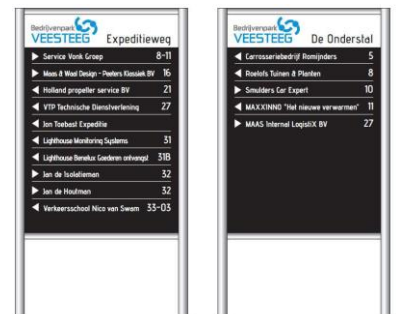 Bedrijvenpark
VEESTEEG Expeditieweg
Service Vonk Groep 8-11
Maas & Waal Design - Peeters Klassiek BV 16
Holland propeller service BV 21
VTP Technische Dienstverlening 27
Jan Toebast Expeditie
Lighthouse Monitoring Systems 31
Lighthouse Benelux Goederen ontvangst 31B
Jan de Isolatieman 32
Jan de Houtman 32
Verkeersschool Nico van Swam 33-03
Bedrijvenpark
VEESTEEG De Onderstal
Carrosseriebedrijf Romijnders 5
Roelofs Tuinen & Planten 8
Smulders Car Expert 10
MAXXINNO "Het nieuwe verwarmen" 11
MAAS Internal LogistiX BV 27